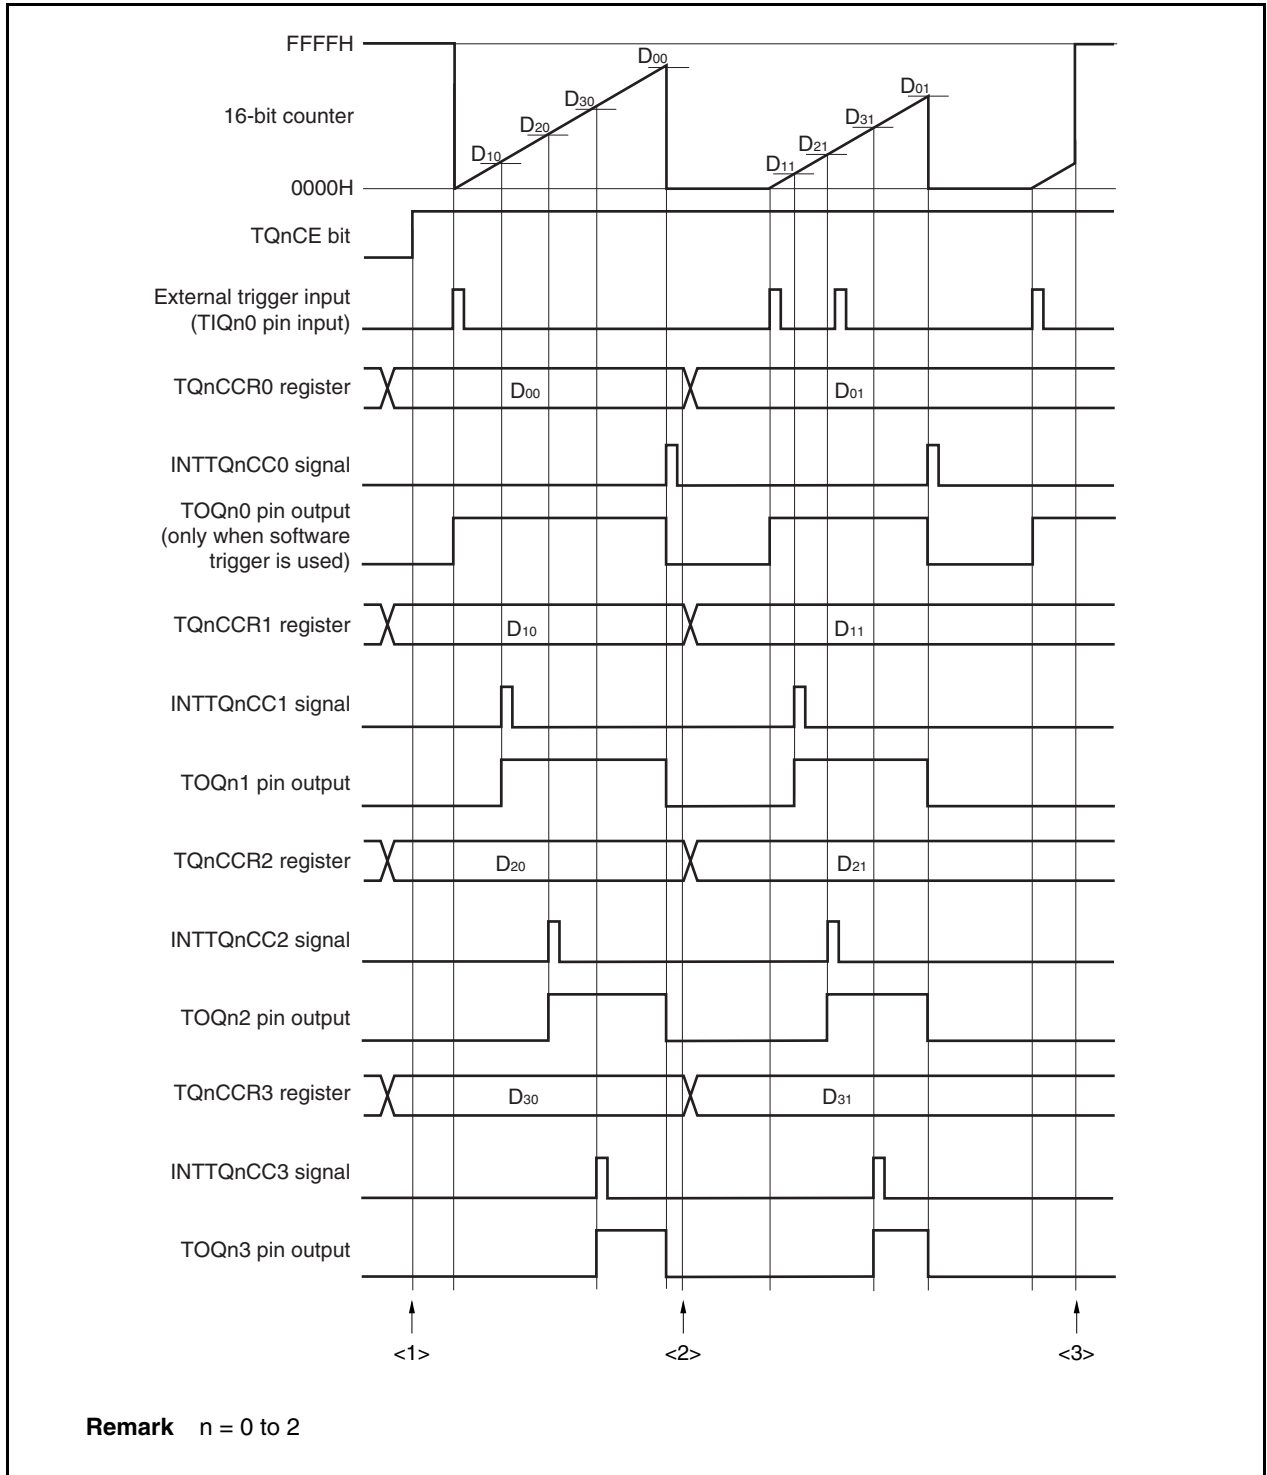 FFFFH
D00
D01
D30
16-bit counter
D31
D20
D21
D10
D11
0000H
TQnCE bit
External trigger input
(TIQn0 pin input)
TQnCCR0 register
D00
D01
INTTQnCC0 signal
TOQn0 pin output
(only when software
trigger is used)
TQnCCR1 register
D10
D11
INTTQnCC1 signal
TOQn1 pin output
TQnCCR2 register
D20
D21
INTTQnCC2 signal
TOQn2 pin output
TQnCCR3 register
D30
D31
INTTQnCC3 signal
TOQn3 pin output
<1>
<2>
<3>
Remark n = 0 to 2